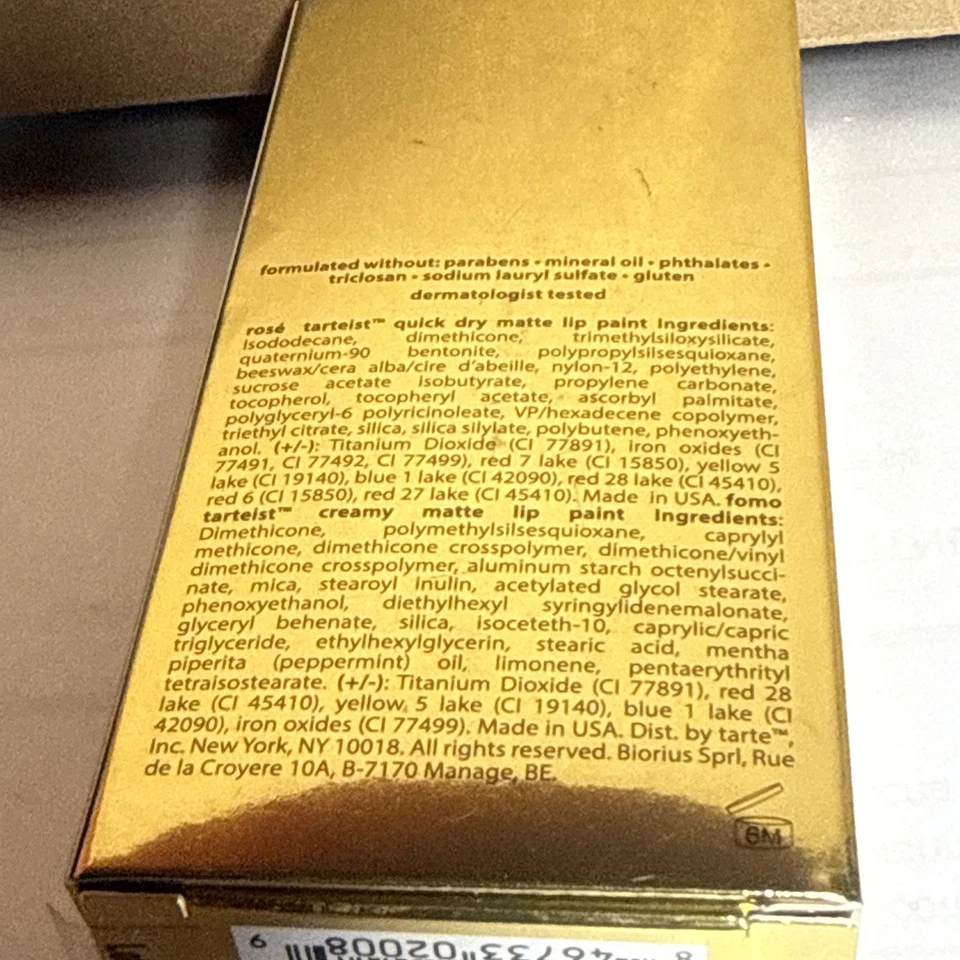 formulated without: parabens • mineral oil • phthalates •
triclosan • sodium lauryl sulfate • gluten
dermatologist tested
rosé tarteist™ quick dry matte lip paint Ingredients:
Isododecane, dimethicone, trimethylsiloxysilicate,
quaternium-90 bentonite, polypropylsilsesquioxane,
beeswax/cera alba/cire d'abeille, nylon-12, polyethylene,
sucrose acetate isobutyrate, propylene carbonate,
tocopherol, tocopheryl acetate, ascorbyl palmitate,
polyglyceryl-6 polyricinoleate, VP/hexadecene copolymer,
triethyl citrate, silica, silica silylate, polybutene, phenoxyeth-
anol. (+/-): Titanium Dioxide (CI 77891), iron oxides (CI
77491, CI 77492, CI 77499), red 7 lake (CI 15850), yellow 5
lake (CI 19140), blue 1 lake (CI 42090), red 28 lake (CI 45410),
red 6 (CI 15850), red 27 lake (CI 45410). Made in USA. fomo
tarteist™ creamy matte lip paint Ingredients:
Dimethicone, polymethylsilsesquioxane, caprylyl
methicone, dimethicone crosspolymer, dimethicone/vinyl
dimethicone crosspolymer, aluminum starch octenylsucci-
nate, mica, stearoyl inulin, acetylated glycol stearate,
phenoxyethanol, diethylhexyl syringylidenemalonate,
glyceryl behenate, silica, isoceteth-10, caprylic/capric
triglyceride, ethylhexylglycerin, stearic acid, mentha
piperita (peppermint) oil, limonene, pentaerythrityl
tetraisostearate. (+/-): Titanium Dioxide (CI 77891), red 28
lake (CI 45410), yellow 5 lake (CI 19140), blue 1 lake (CI
42090), iron oxides (CI 77499). Made in USA. Dist. by tarte™,
Inc. New York, NY 10018. All rights reserved. Biorius Sprl, Rue
de la Croyere 10A, B-7170 Manage, BE.
6M
8 46733 02008 9